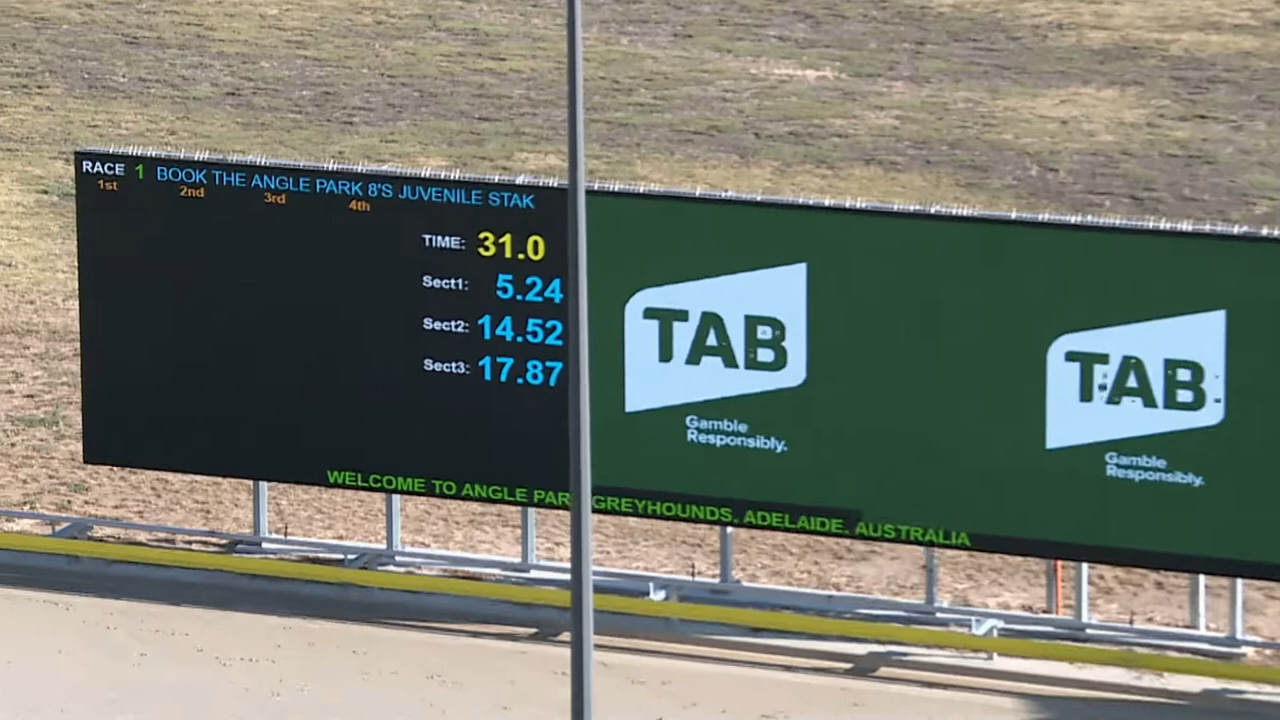 RACE 1 BOOK THE ANGLE PARK 8'S JUVENILE STAK
1st 2nd 3rd 4th
TIME: 31.0
Sect1: 5.24
Sect2: 14.52
Sect3: 17.87
TAB
Gamble
Responsibly.
TAB
Gamble
Responsibly.
WELCOME TO ANGLE PARK GREYHOUNDS. ADELAIDE. AUSTRALIA